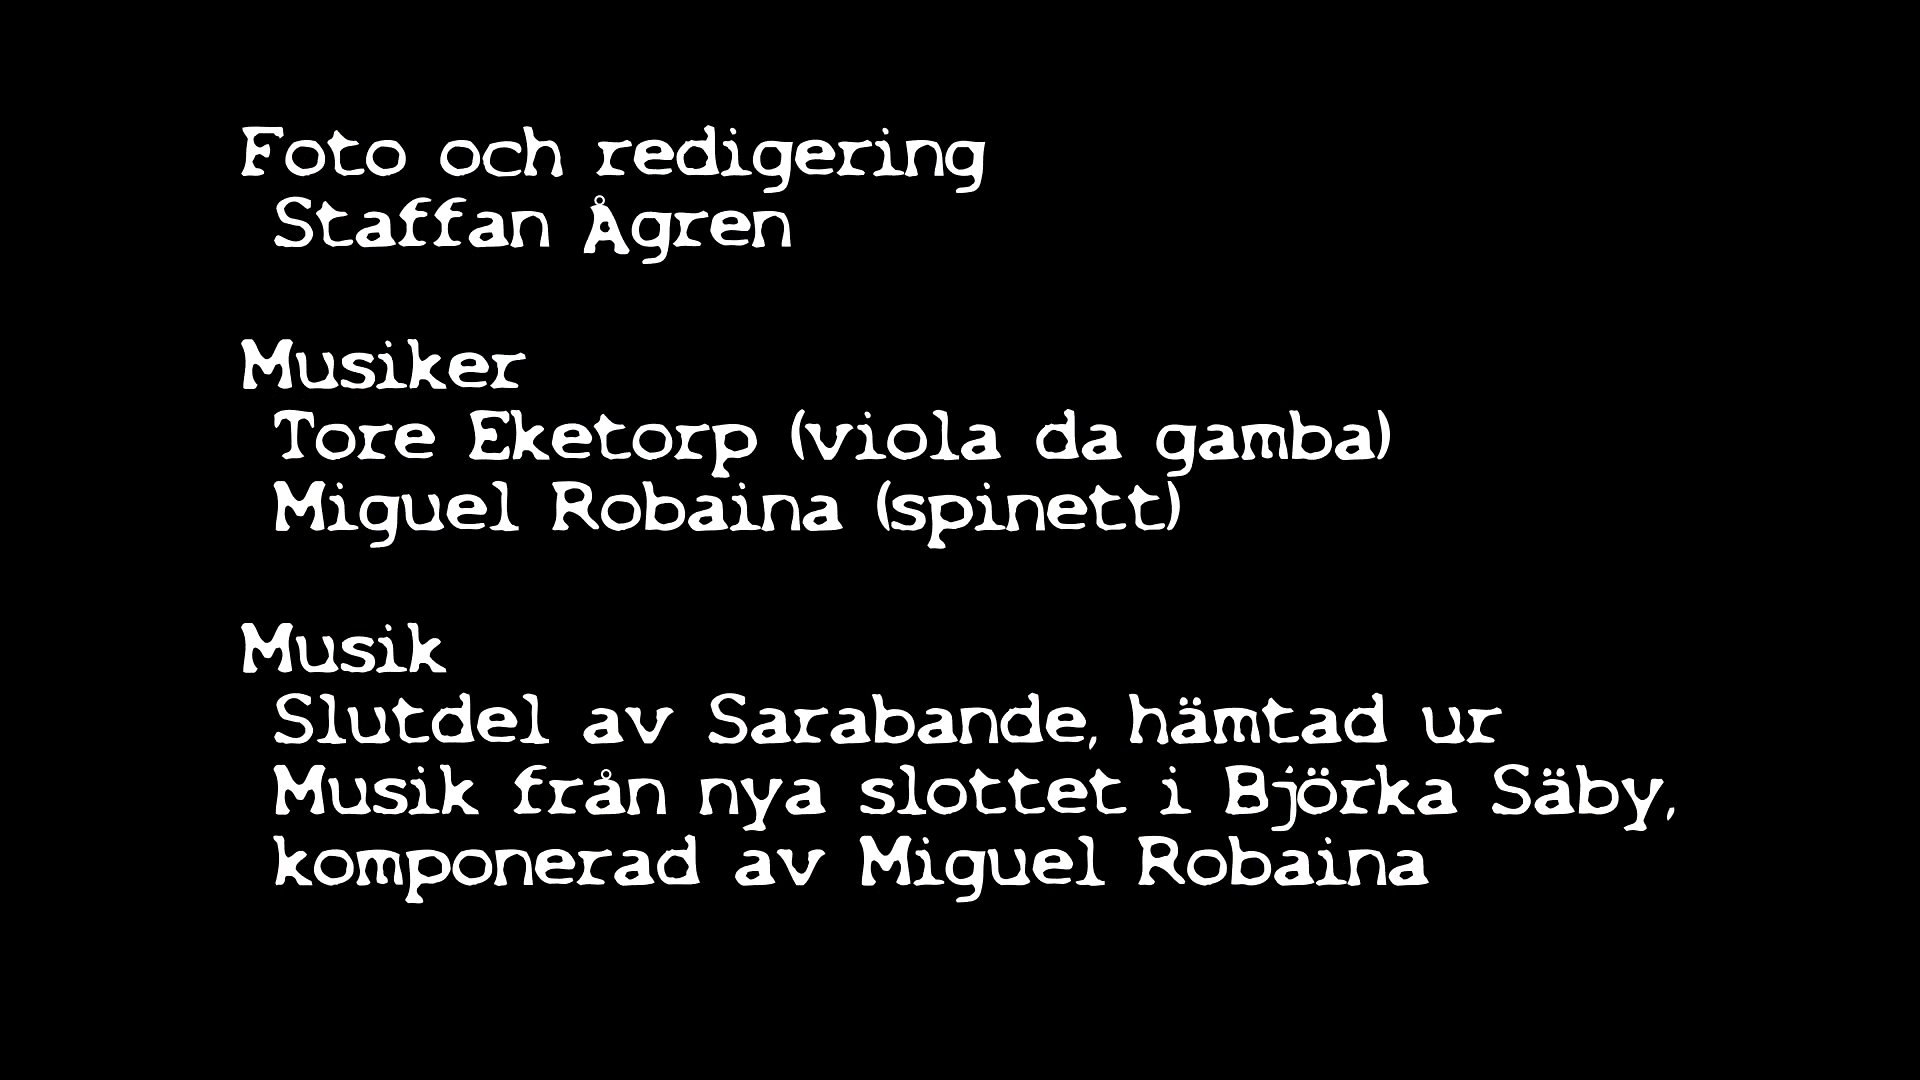 Foto och redigering
Staffan Ågren
Musiker
Tore Eketorp (viola da gamba)
Miguel Robaina (spinett)
Musik
Slutdel av Sarabande, hämtad ur
Musik från nya slottet i Björka Säby,
komponerad av Miguel Robaina